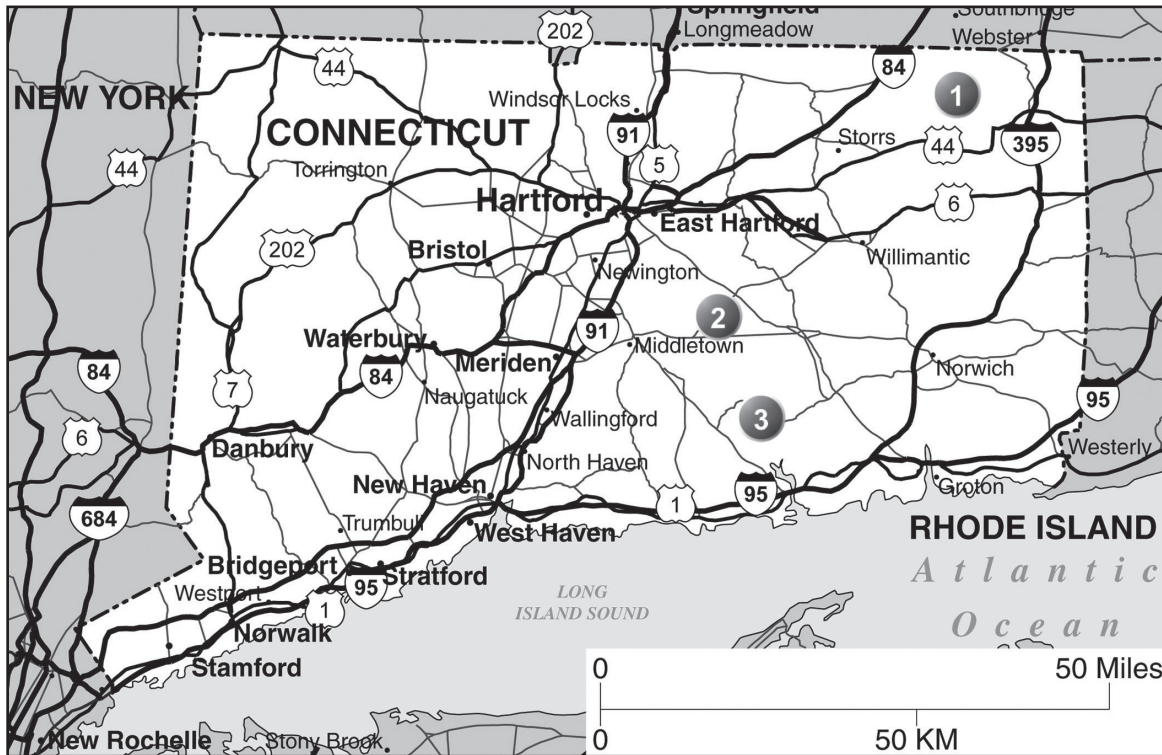 Springfield
Southbridge
202
Longmeadow
Webster
44
84
NEW YORK
Windsor Locks
1
CONNECTICUT
91
Storrs
44
395
44
Torrington
5
6
Hartford
East Hartford
202
Bristol
Willimantic
Newington
2
91
Waterbury
Middletown
84
Meriden
Norwich
84
7
Naugatuck
95
Wallingford
3
6
Danbury
North Haven
Westerly
New Haven
95
Groton
1
684
Trumbull
West Haven
RHODE ISLAND
Bridgeport
Stratford
95
Atlantic
Ocean
Westport
LONG
ISLAND SOUND
1
Norwalk
Stamford
0
50 Miles
New Rochelle
Stony Brook
0
50 KM